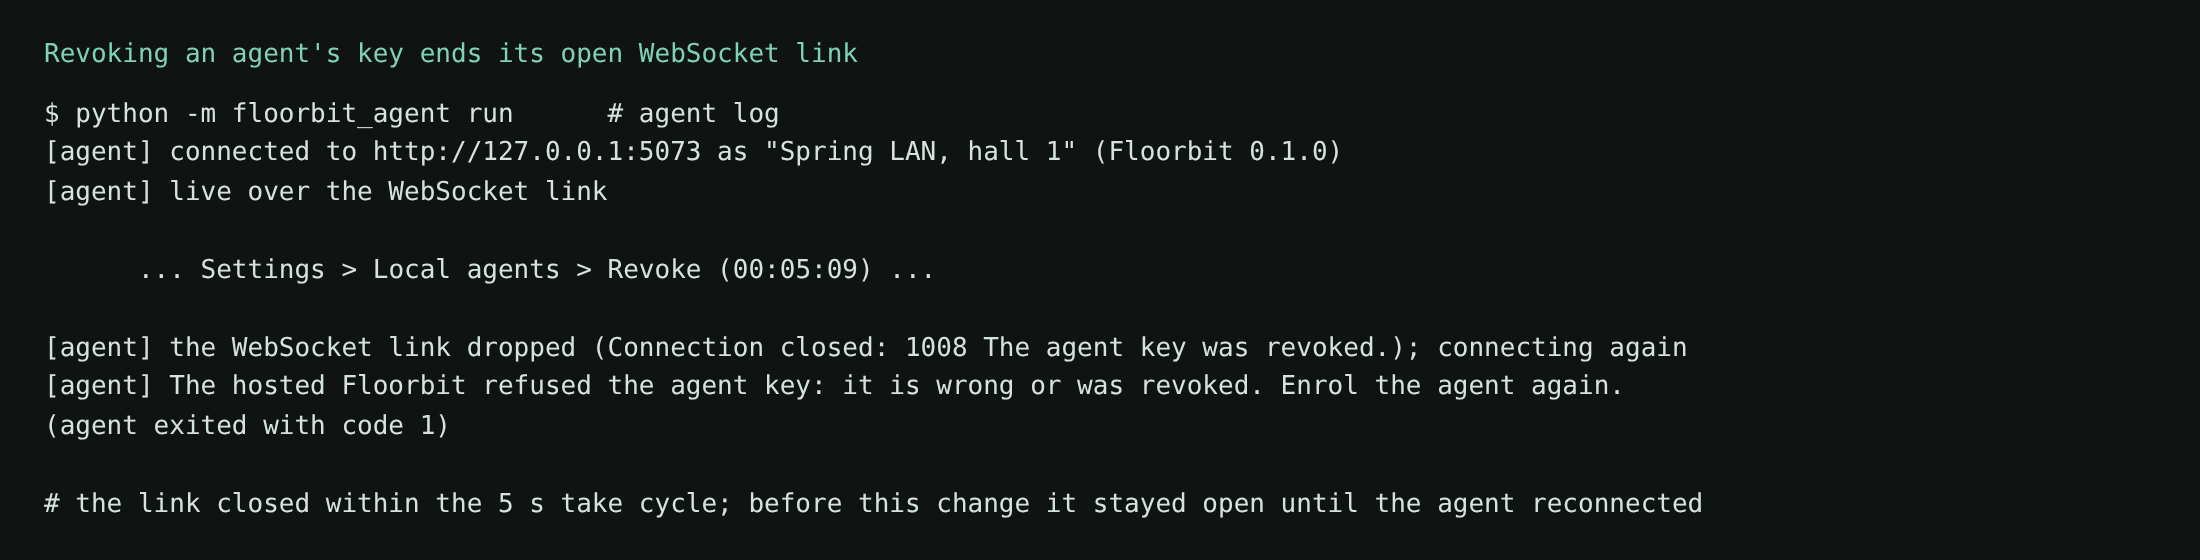 Revoking an agent's key ends its open WebSocket link
$ python -m floorbit_agent run      # agent log
[agent] connected to http://127.0.0.1:5073 as "Spring LAN, hall 1" (Floorbit 0.1.0)
[agent] live over the WebSocket link
... Settings > Local agents > Revoke (00:05:09) ...
[agent] the WebSocket link dropped (Connection closed: 1008 The agent key was revoked.); connecting again
[agent] The hosted Floorbit refused the agent key: it is wrong or was revoked. Enrol the agent again.
(agent exited with code 1)
# the link closed within the 5 s take cycle; before this change it stayed open until the agent reconnected